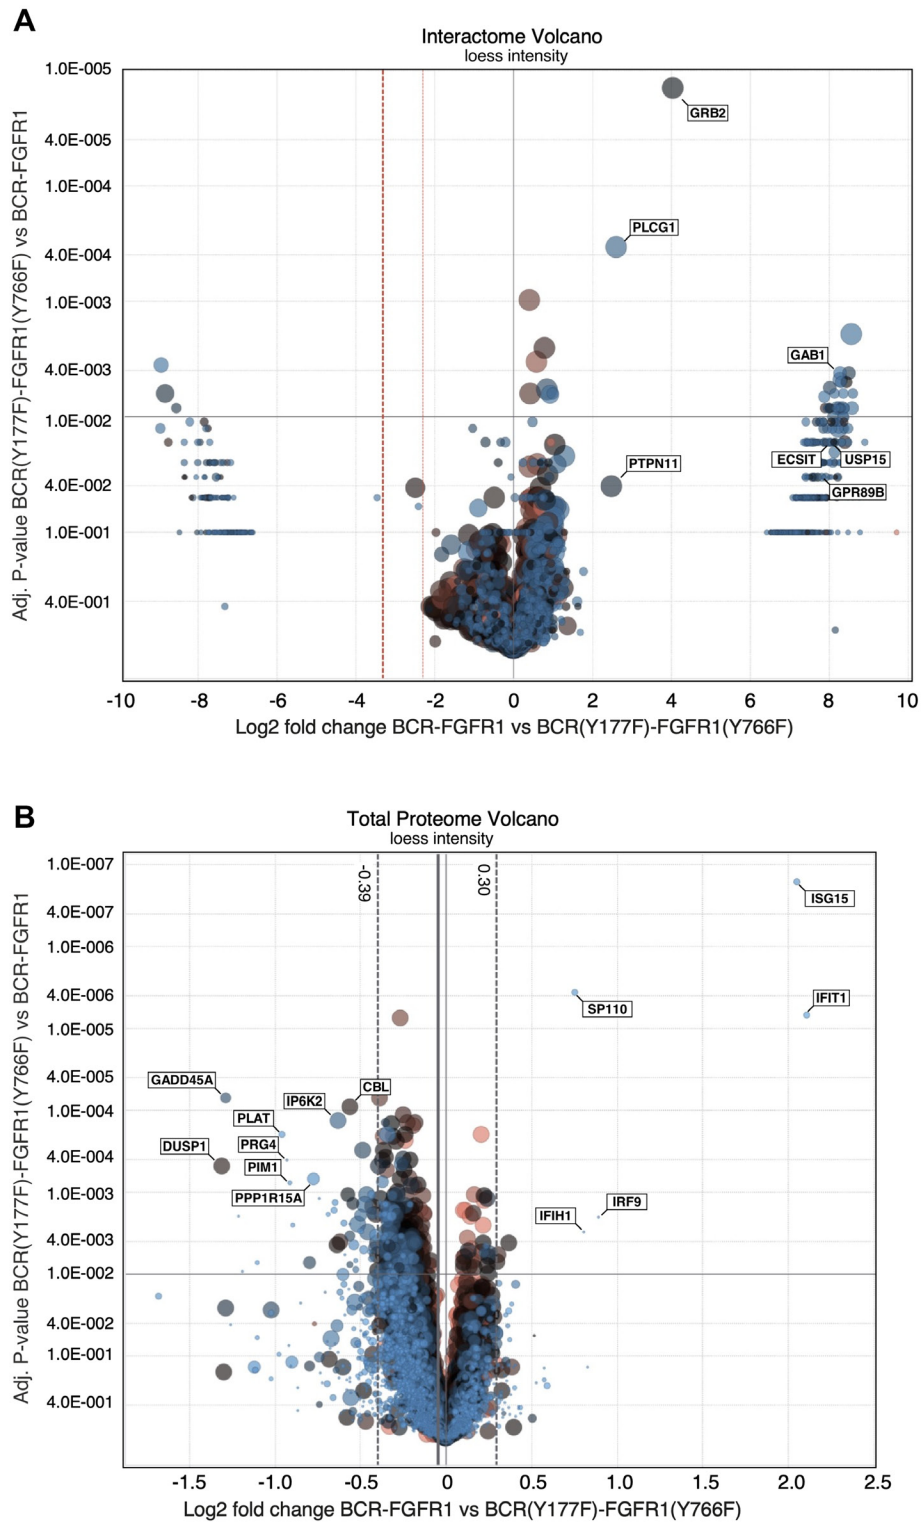 A
Interactome Volcano
loess intensity
Adj. P-value BCR(Y177F)-FGFR1(Y766F) vs BCR-FGFR1
1.0E-005
4.0E-005
1.0E-004
4.0E-004
1.0E-003
4.0E-003
1.0E-002
4.0E-002
1.0E-001
4.0E-001
GRB2
PLCG1
GAB1
ECSIT
USP15
PTPN11
GPR89B
-10 -8 -6 -4 -2 0 2 4 6 8 10
Log2 fold change BCR-FGFR1 vs BCR(Y177F)-FGFR1(Y766F)
B
Total Proteome Volcano
loess intensity
Adj. P-value BCR(Y177F)-FGFR1(Y766F) vs BCR-FGFR1
1.0E-007
4.0E-007
1.0E-006
4.0E-006
1.0E-005
4.0E-005
1.0E-004
4.0E-004
1.0E-003
4.0E-003
1.0E-002
4.0E-002
1.0E-001
4.0E-001
-0.39
0.30
ISG15
IFIT1
SP110
GADD45A
CBL
IP6K2
PLAT
PRG4
DUSP1
PIM1
PPP1R15A
IRF9
IFIH1
-1.5 -1.0 -0.5 0 0.5 1.0 1.5 2.0 2.5
Log2 fold change BCR-FGFR1 vs BCR(Y177F)-FGFR1(Y766F)